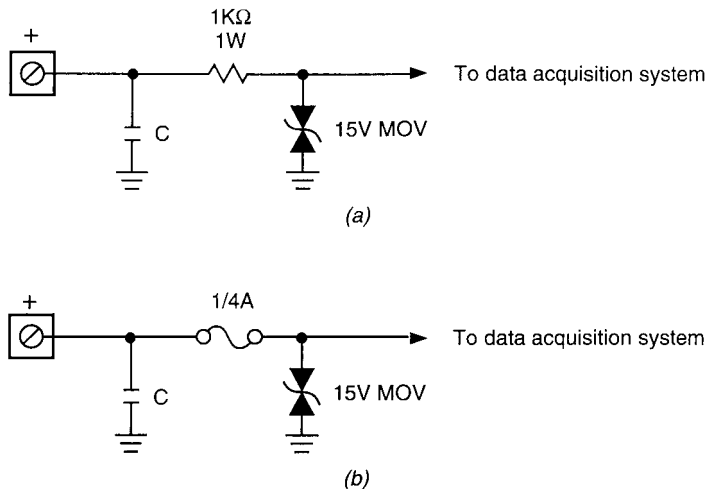 1KΩ
1W
+
To data acquisition system
C
15V MOV
(a)
+
1/4A
To data acquisition system
C
15V MOV
(b)